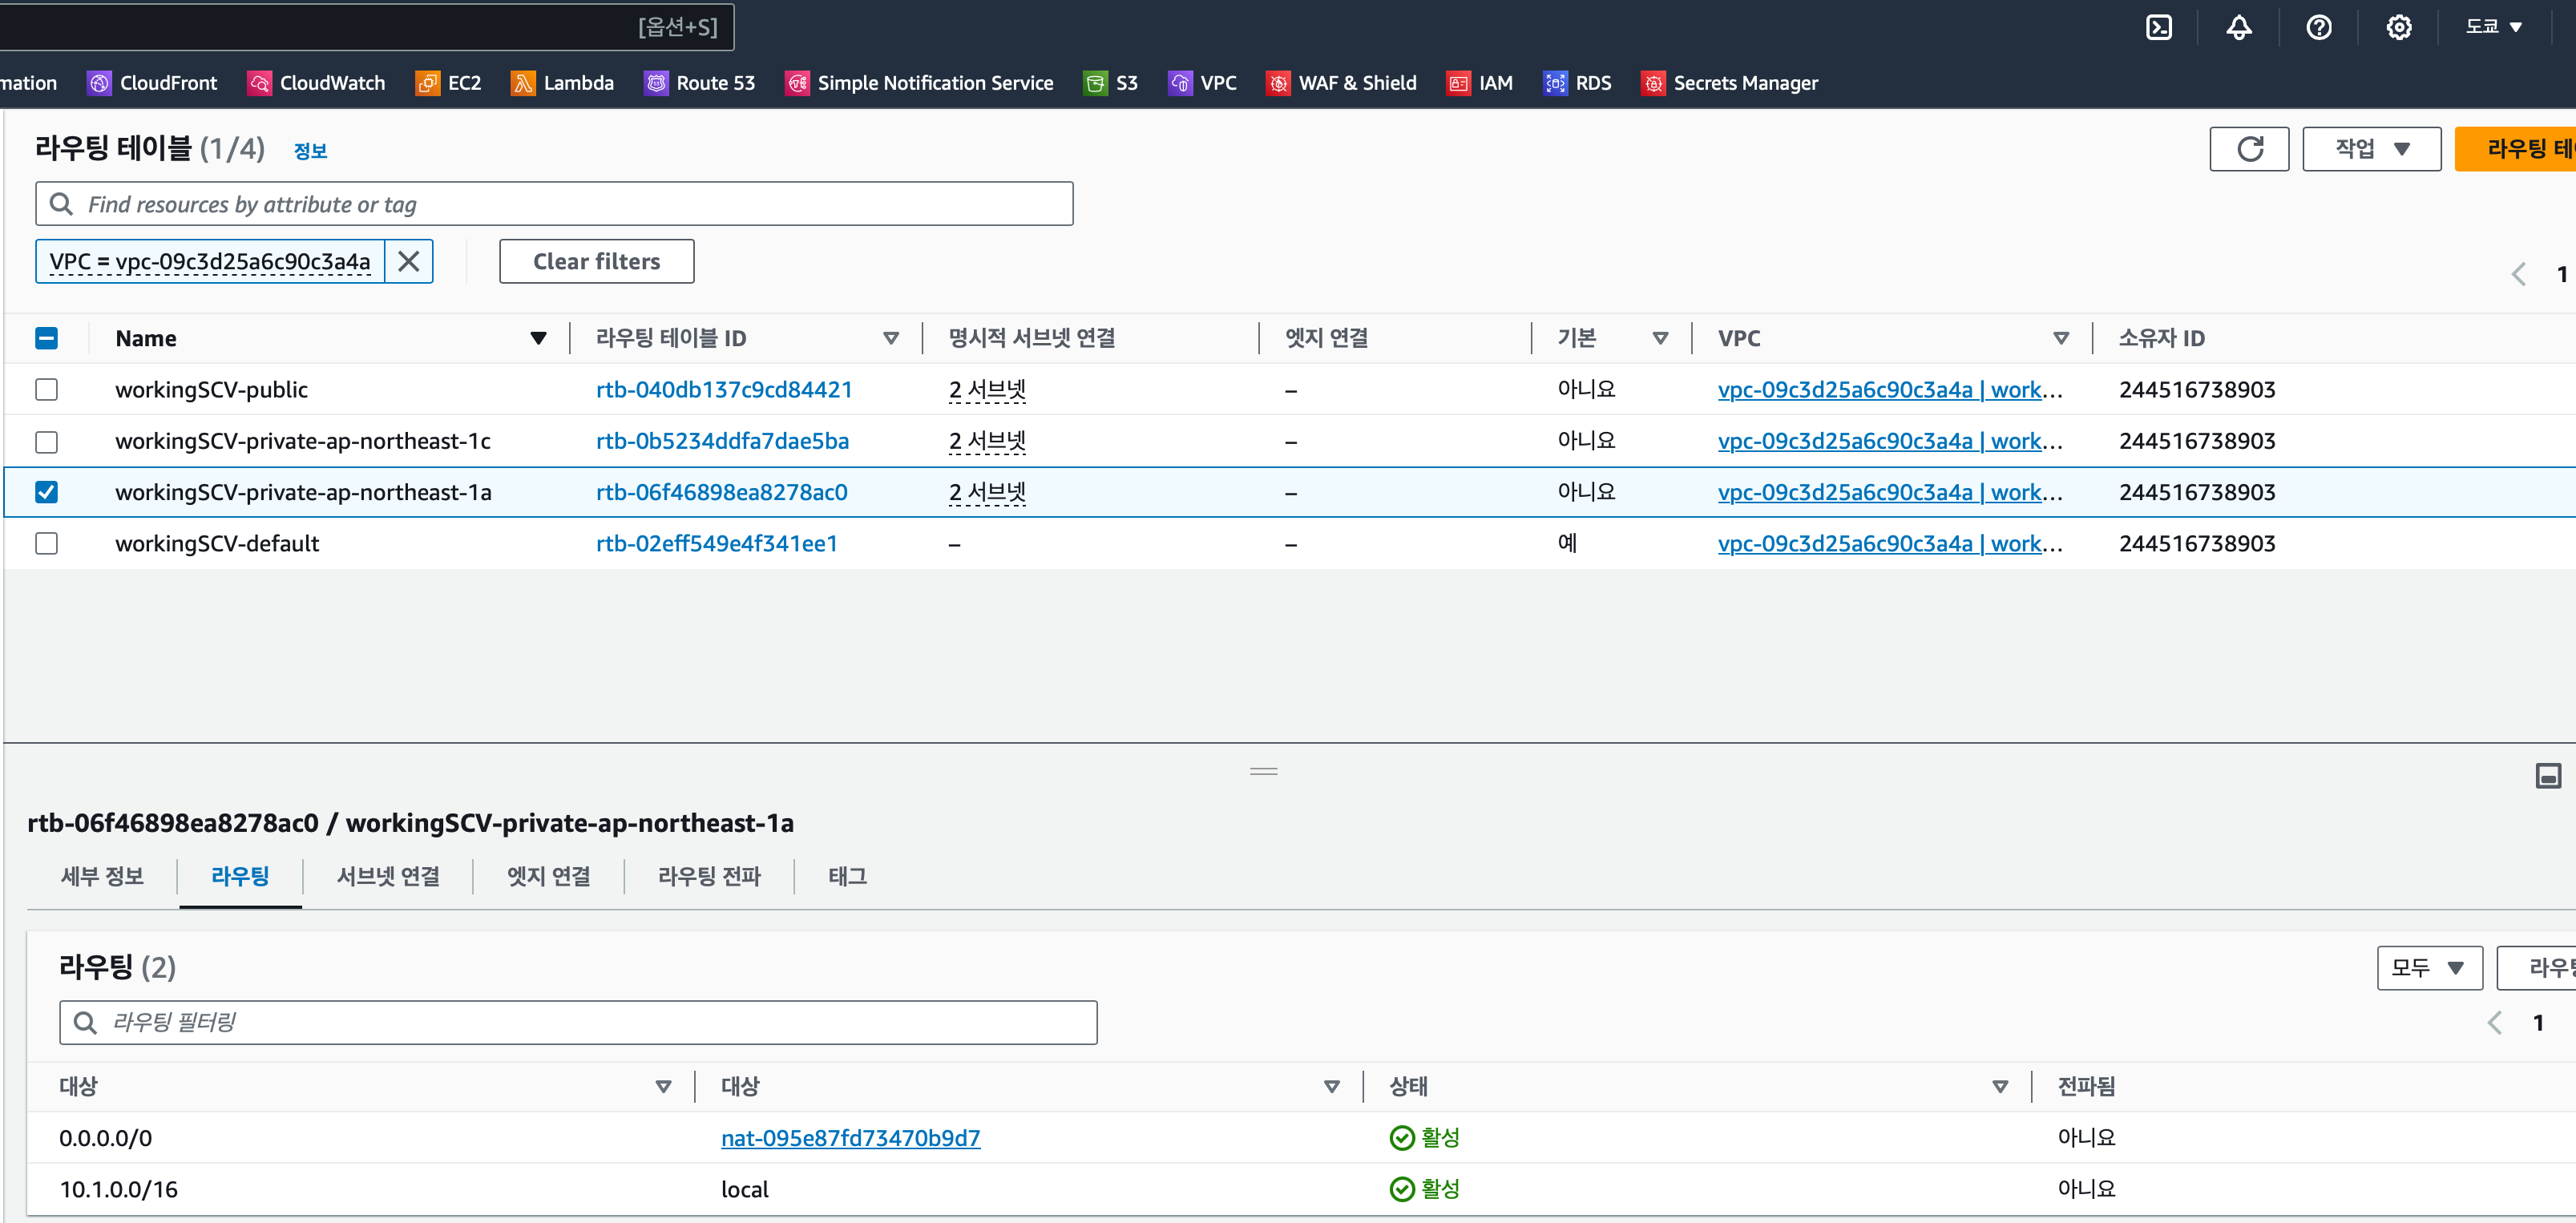 [옵션+S]
도쿄
mation CloudFront CloudWatch EC2 Lambda Route 53 Simple Notification Service S3 VPC WAF & Shield IAM RDS Secrets Manager
라우팅 테이블 (1/4) 정보
작업
라우팅 테이
Find resources by attribute or tag
VPC = vpc-09c3d25a6c90c3a4a
Clear filters
1
Name 라우팅 테이블 ID 명시적 서브넷 연결 엣지 연결 기본 VPC 소유자 ID
workingSCV-public rtb-040db137c9cd84421 2 서브넷 – 아니요 vpc-09c3d25a6c90c3a4a | work… 244516738903
workingSCV-private-ap-northeast-1c rtb-0b5234ddfa7dae5ba 2 서브넷 – 아니요 vpc-09c3d25a6c90c3a4a | work… 244516738903
workingSCV-private-ap-northeast-1a rtb-06f46898ea8278ac0 2 서브넷 – 아니요 vpc-09c3d25a6c90c3a4a | work… 244516738903
workingSCV-default rtb-02eff549e4f341ee1 – – 예 vpc-09c3d25a6c90c3a4a | work… 244516738903
rtb-06f46898ea8278ac0 / workingSCV-private-ap-northeast-1a
세부 정보 라우팅 서브넷 연결 엣지 연결 라우팅 전파 태그
라우팅 (2)
모두
라우팅
라우팅 필터링
1
대상 대상 상태 전파됨
0.0.0.0/0 nat-095e87fd73470b9d7 활성 아니요
10.1.0.0/16 local 활성 아니요